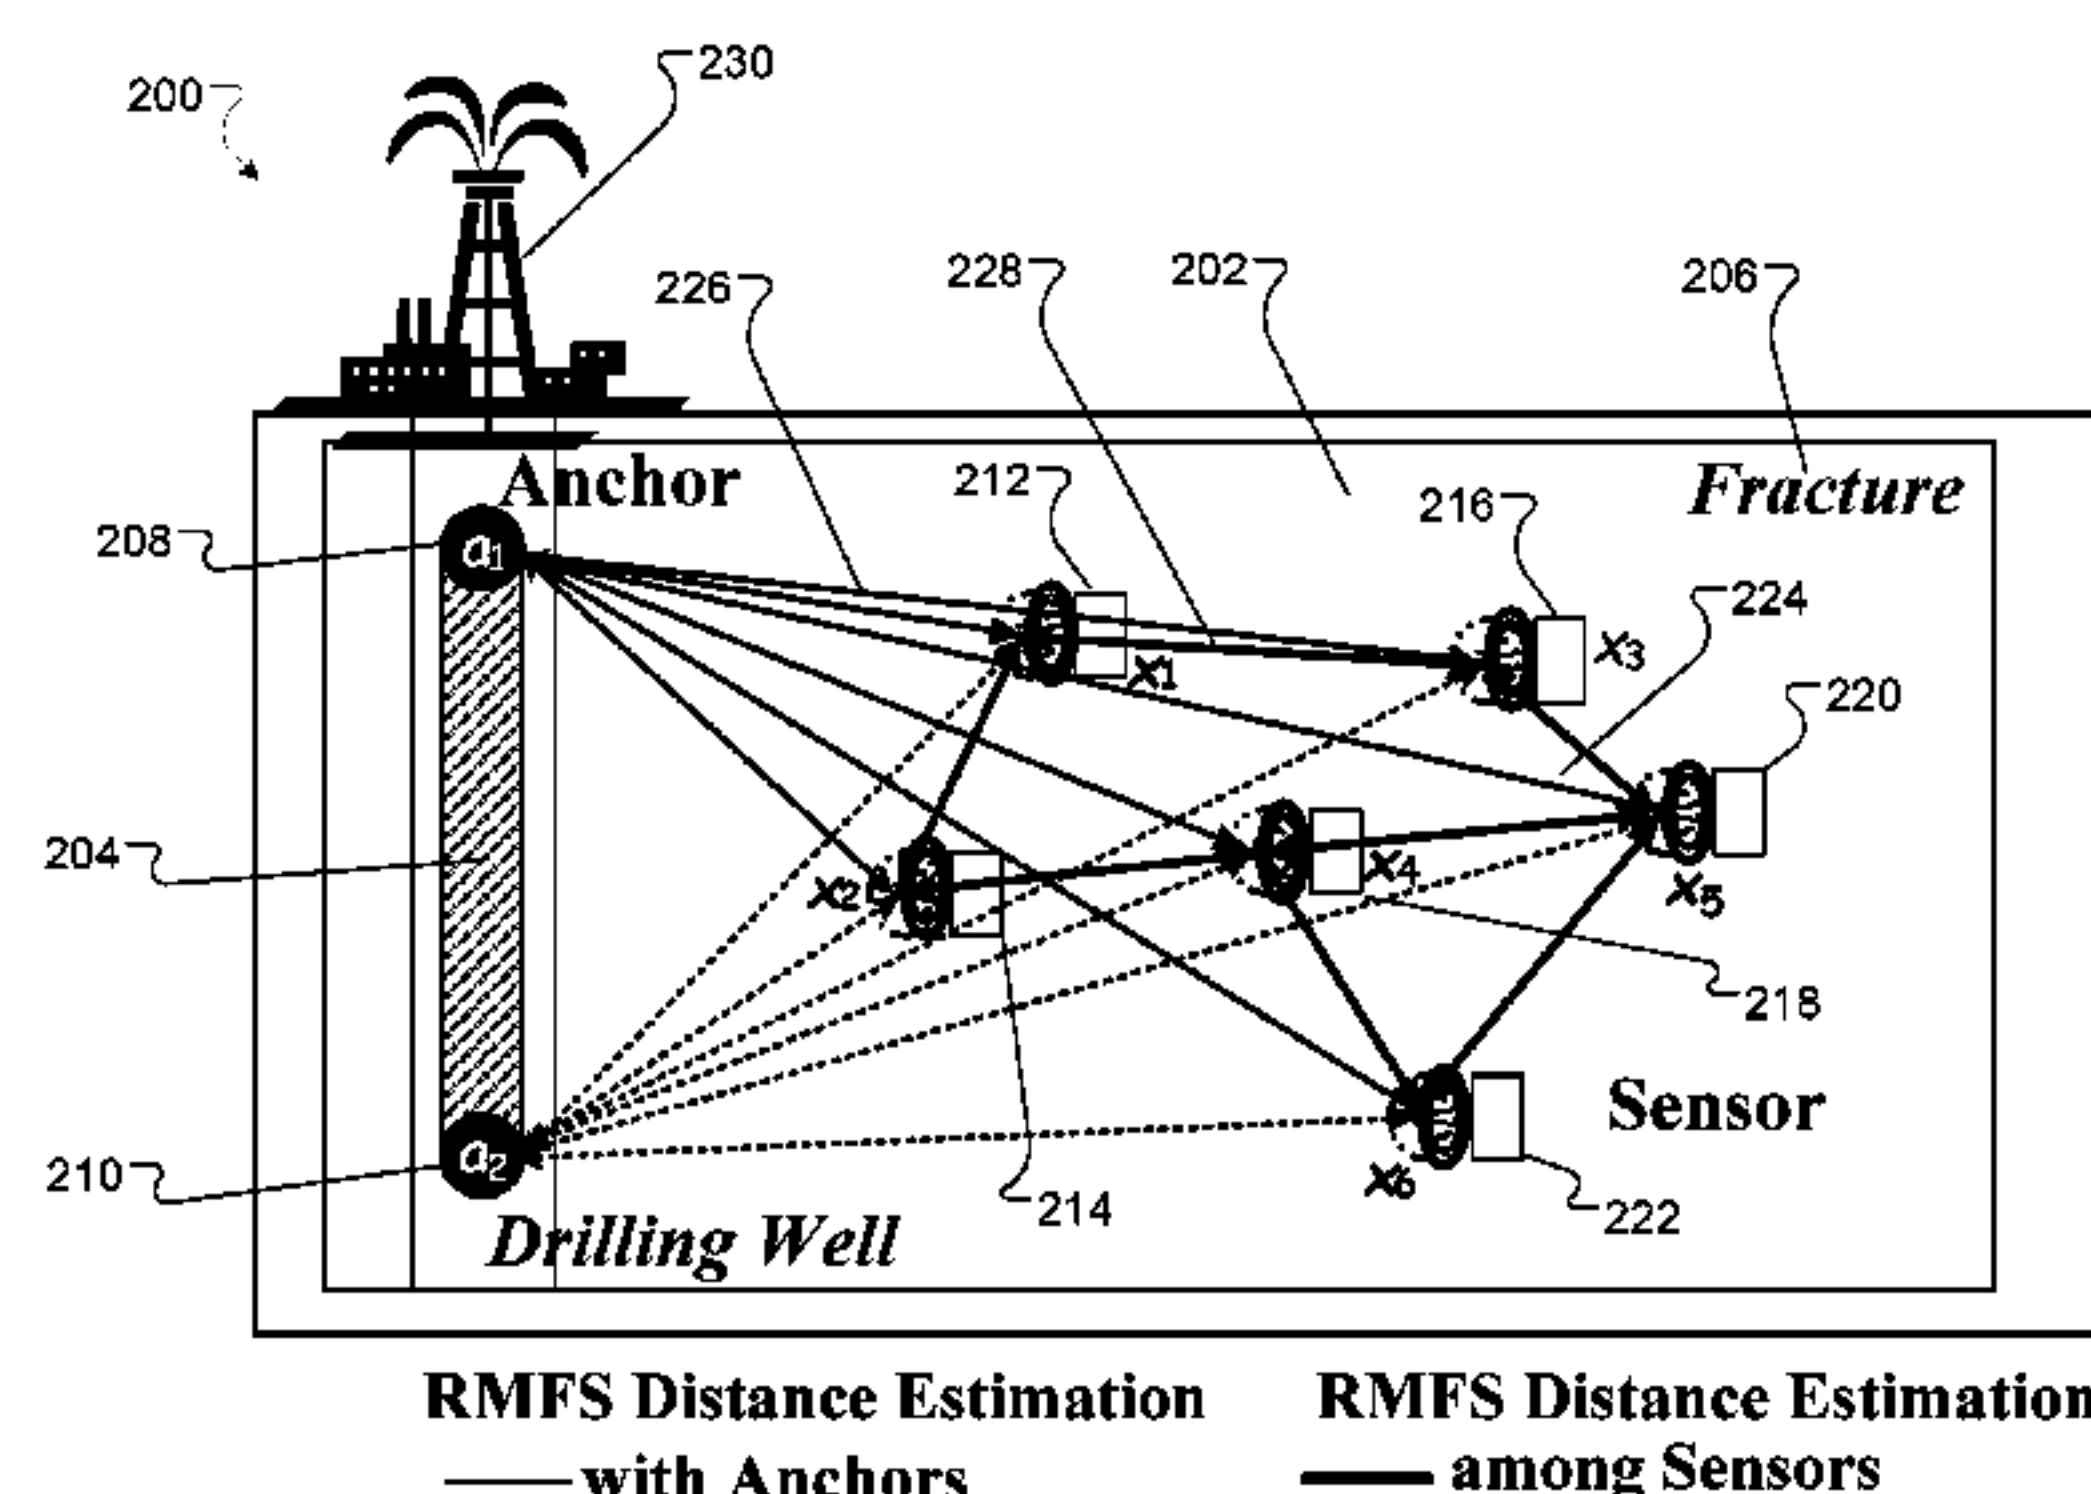 230
200
226
228
202
206
Anchor
212
216
Fracture
208
a1
224
x1
x3
220
204
x2
x4
x5
218
Sensor
210
a2
214
x6
222
Drilling Well
RMFS Distance Estimation
with Anchors
RMFS Distance Estimation
among Sensors